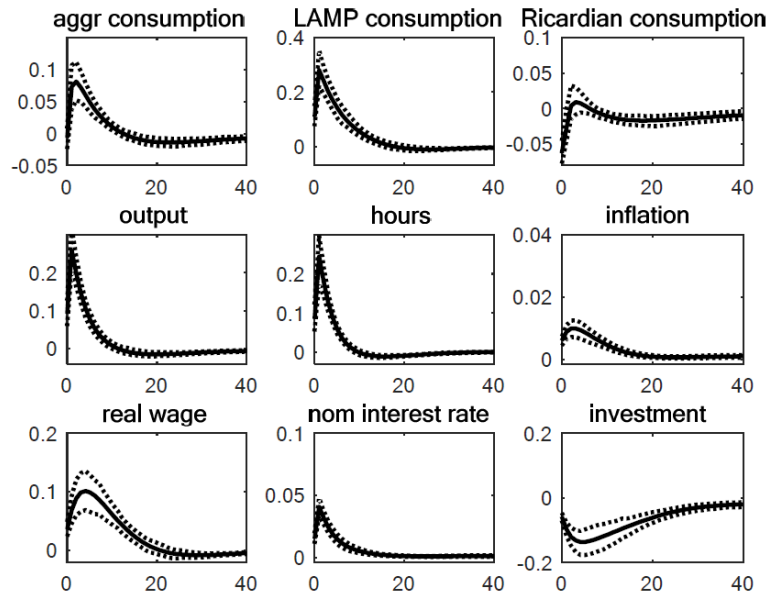 aggr consumption LAMP consumption Ricardian consumption
0.1 0.4 0.1
0.05 0.05
0.2
0 0
0 -0.05
-0.05
0 20 40 0 20 40 0 20 40
output hours inflation
0.04
0.2 0.2
0.02
0.1 0.1
0 0 0
0 20 40 0 20 40 0 20 40
real wage nom interest rate investment
0.2 0.1 0.2
0.1 0.05 0
0 0 -0.2
0 20 40 0 20 40 0 20 40